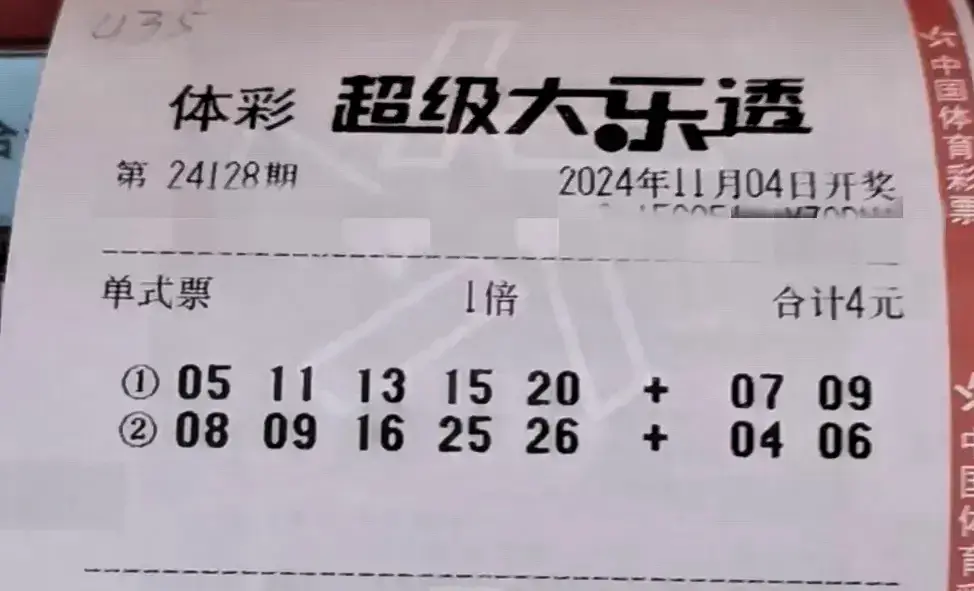 体彩 超级大乐透
第 24128期 2024年11月04日开奖
单式票 1倍 合计4元
① 05 11 13 15 20 + 07 09
② 08 09 16 25 26 + 04 06
中国体育彩票
中国体育